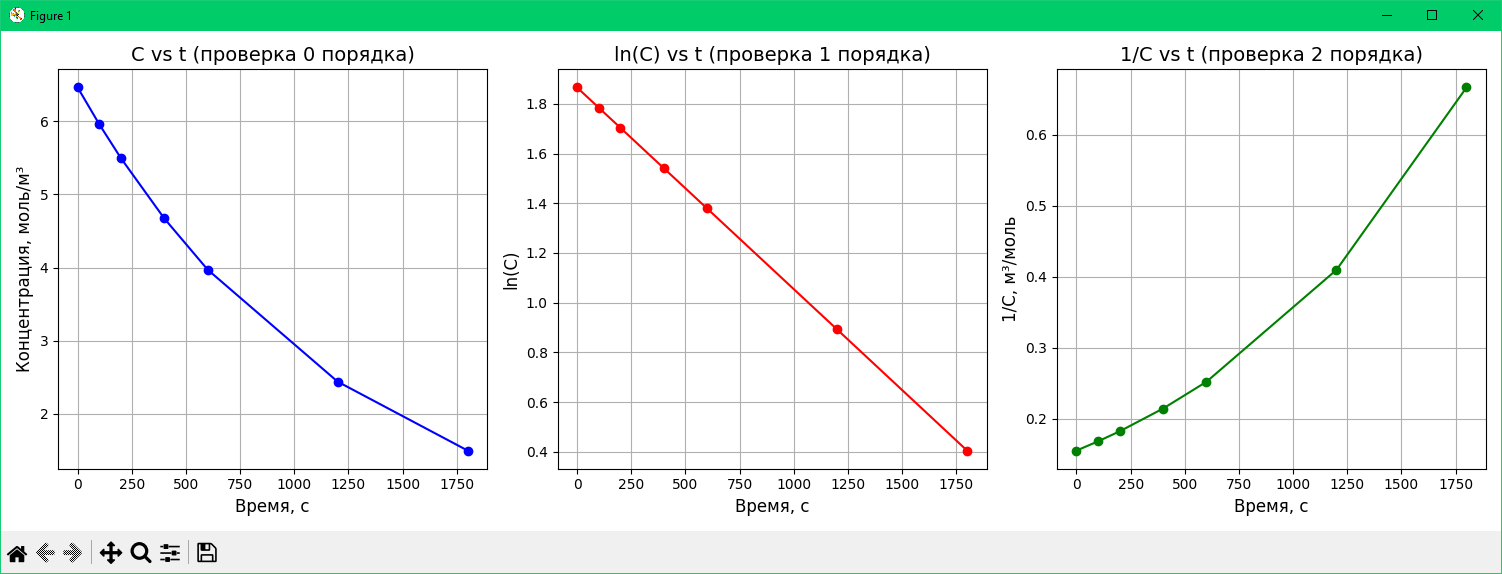 Figure 1
C vs t (проверка 0 порядка)
Концентрация, моль/м³
6
5
4
3
2
0 250 500 750 1000 1250 1500 1750
Время, с
ln(C) vs t (проверка 1 порядка)
ln(C)
1.8
1.6
1.4
1.2
1.0
0.8
0.6
0.4
0 250 500 750 1000 1250 1500 1750
Время, с
1/C vs t (проверка 2 порядка)
1/C, м³/моль
0.6
0.5
0.4
0.3
0.2
0 250 500 750 1000 1250 1500 1750
Время, с